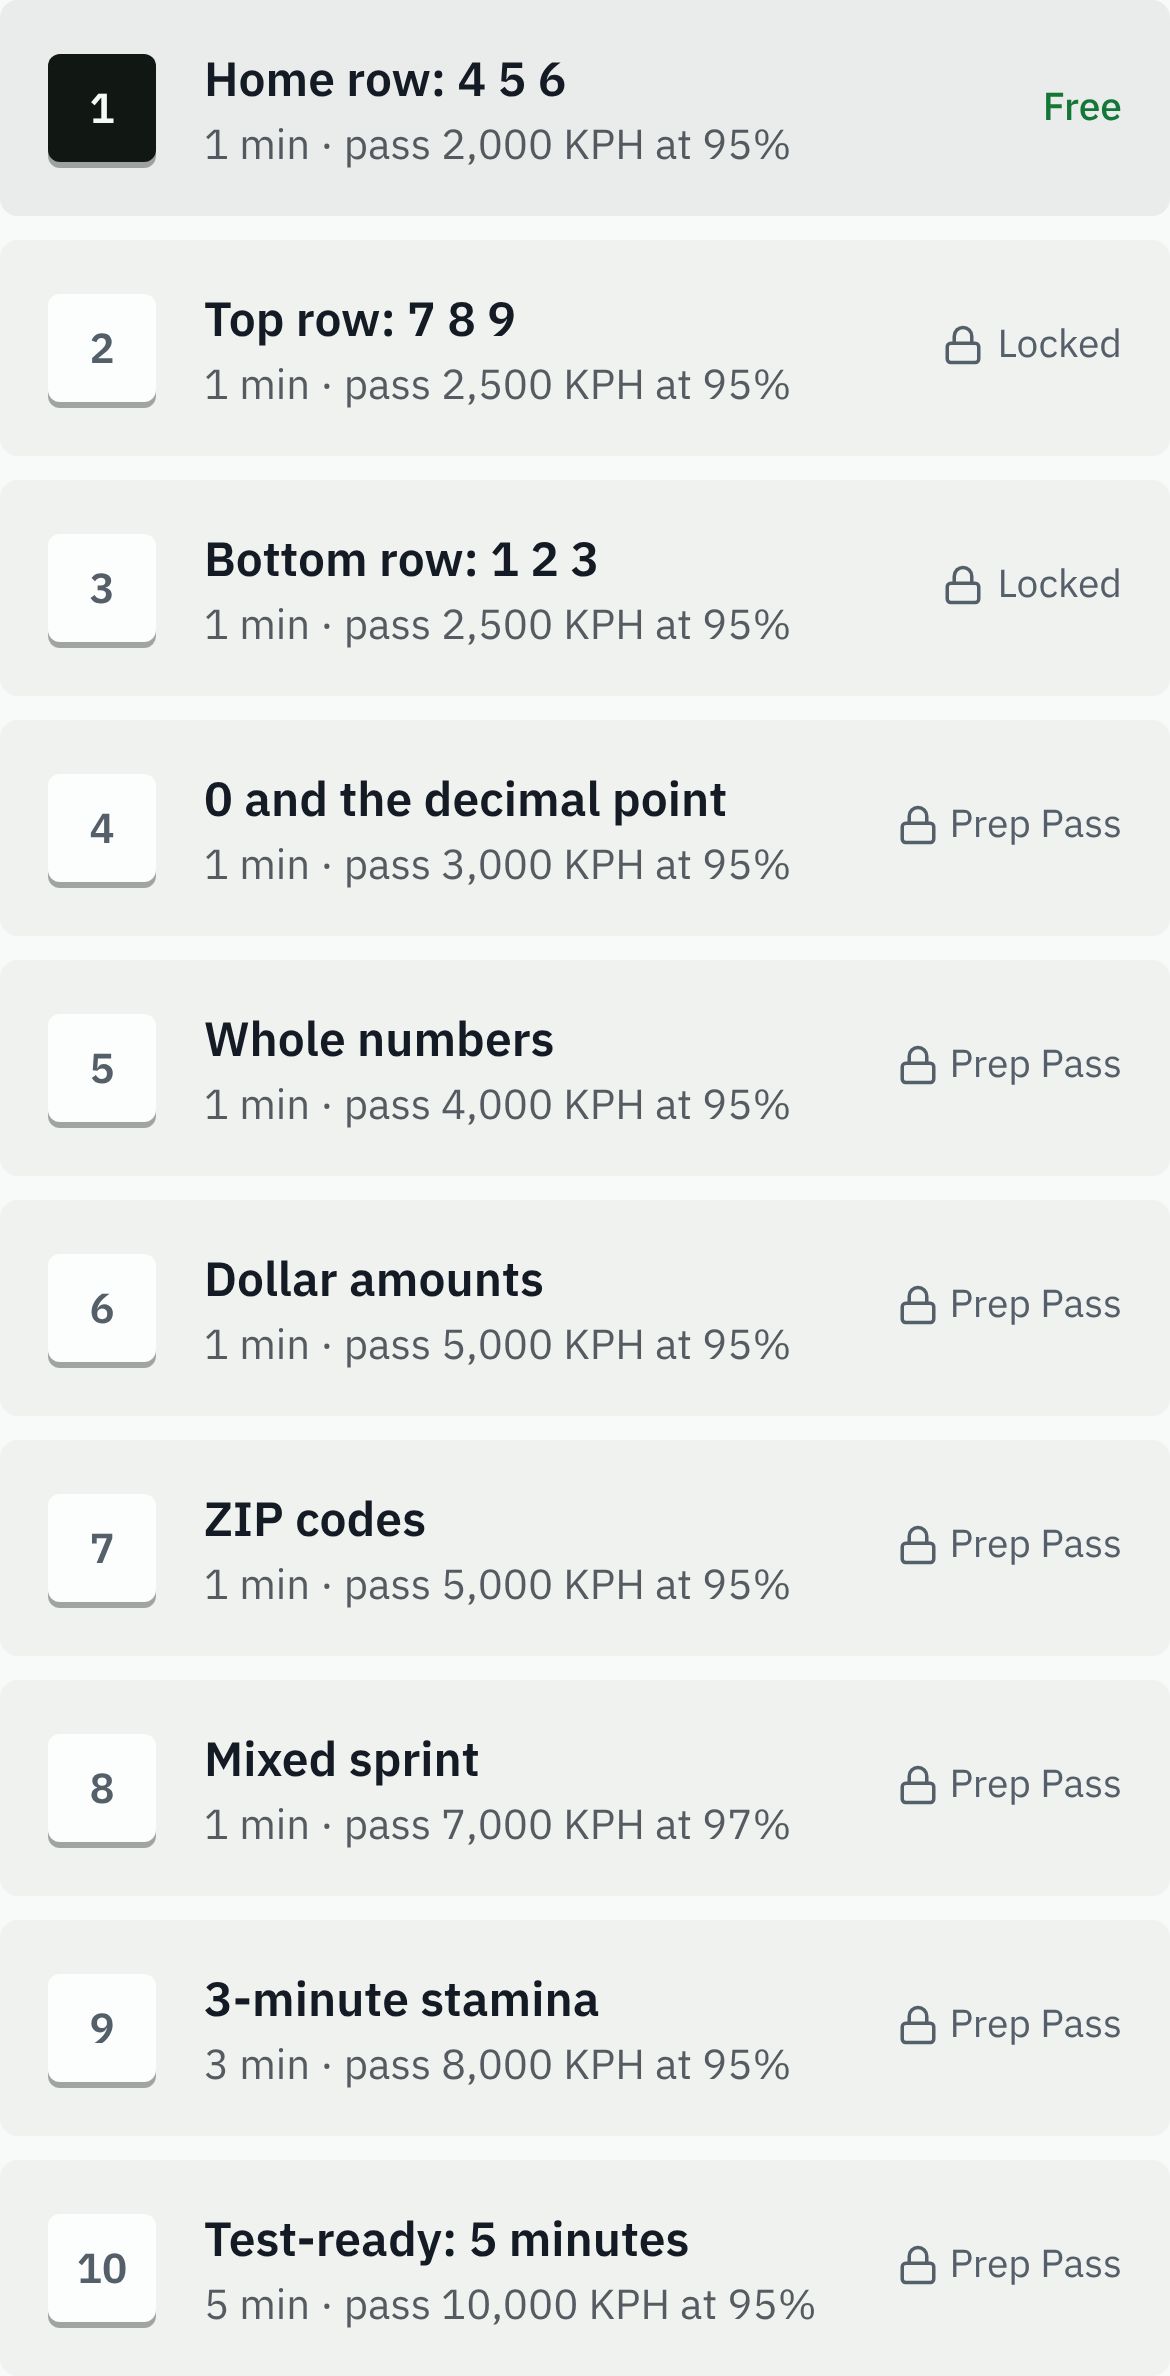 1
Home row: 4 5 6
1 min · pass 2,000 KPH at 95%
Free
2
Top row: 7 8 9
1 min · pass 2,500 KPH at 95%
Locked
3
Bottom row: 1 2 3
1 min · pass 2,500 KPH at 95%
Locked
4
0 and the decimal point
1 min · pass 3,000 KPH at 95%
Prep Pass
5
Whole numbers
1 min · pass 4,000 KPH at 95%
Prep Pass
6
Dollar amounts
1 min · pass 5,000 KPH at 95%
Prep Pass
7
ZIP codes
1 min · pass 5,000 KPH at 95%
Prep Pass
8
Mixed sprint
1 min · pass 7,000 KPH at 97%
Prep Pass
9
3-minute stamina
3 min · pass 8,000 KPH at 95%
Prep Pass
10
Test-ready: 5 minutes
5 min · pass 10,000 KPH at 95%
Prep Pass